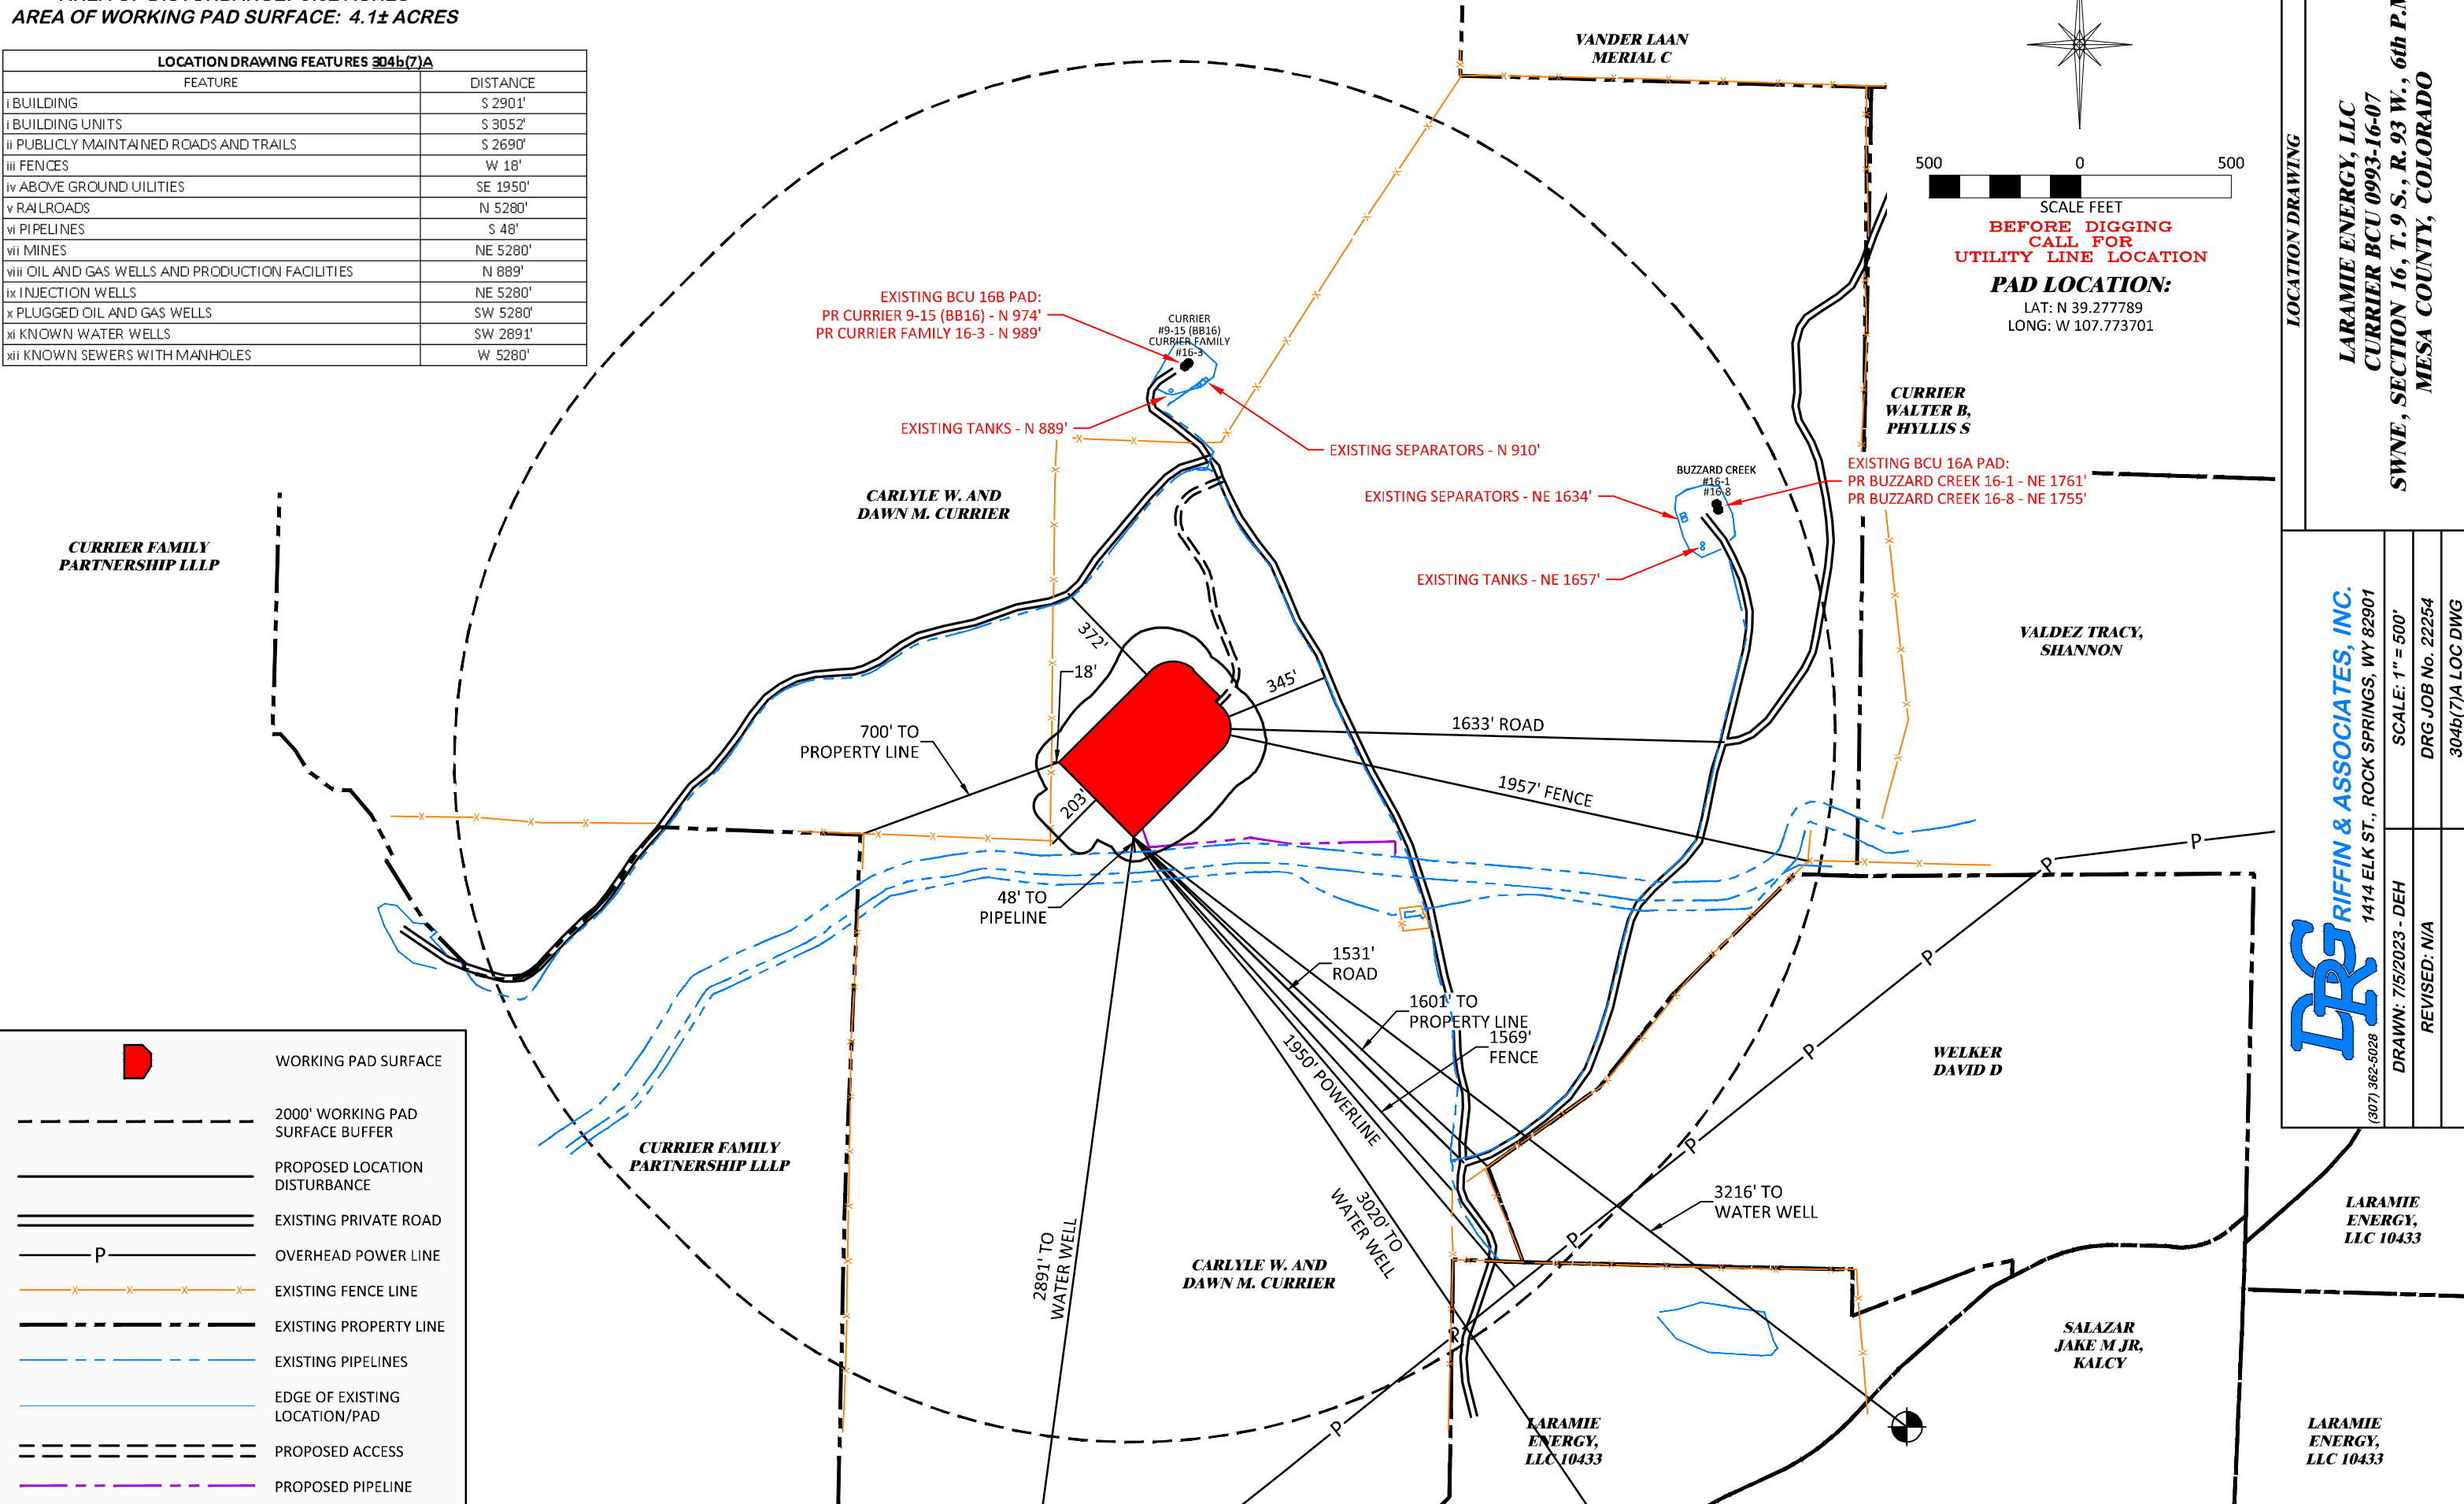 AREA OF WORKING PAD SURFACE: 4.1± ACRES
LOCATION DRAWING FEATURES 304b(7)A
FEATURE DISTANCE
i BUILDING S 2901'
i BUILDING UNITS S 3052'
ii PUBLICLY MAINTAINED ROADS AND TRAILS S 2690'
iii FENCES W 18'
iv ABOVE GROUND UILITIES SE 1950'
v RAILROADS N 5280'
vi PIPELINES S 48'
vii MINES NE 5280'
viii OIL AND GAS WELLS AND PRODUCTION FACILITIES N 889'
ix INJECTION WELLS NE 5280'
x PLUGGED OIL AND GAS WELLS SW 5280'
xi KNOWN WATER WELLS SW 2891'
xii KNOWN SEWERS WITH MANHOLES W 5280'
VANDER LAAN
MERIAL C
500 0 500
SCALE FEET
BEFORE DIGGING
CALL FOR
UTILITY LINE LOCATION
PAD LOCATION:
LAT: N 39.277789
LONG: W 107.773701
EXISTING BCU 16B PAD:
PR CURRIER 9-15 (BB16) - N 974'
PR CURRIER FAMILY 16-3 - N 989'
CURRIER
#9-15 (BB16)
CURRIER FAMILY
#16-3
EXISTING TANKS - N 889'
EXISTING SEPARATORS - N 910'
CURRIER
WALTER B,
PHYLLIS S
BUZZARD CREEK
#16-1
#16-8
EXISTING BCU 16A PAD:
PR BUZZARD CREEK 16-1 - NE 1761'
PR BUZZARD CREEK 16-8 - NE 1755'
EXISTING SEPARATORS - NE 1634'
EXISTING TANKS - NE 1657'
CARLYLE W. AND
DAWN M. CURRIER
CURRIER FAMILY
PARTNERSHIP LLLP
VALDEZ TRACY,
SHANNON
372'
18'
345'
700' TO
PROPERTY LINE
203'
1633' ROAD
1957' FENCE
48' TO
PIPELINE
1531'
ROAD
1601' TO
PROPERTY LINE
1569'
FENCE
1950' POWERLINE
3020' TO
WATER WELL
2891' TO
WATER WELL
3216' TO
WATER WELL
P
P
P
P
P
P
P
P
WELKER
DAVID D
CURRIER FAMILY
PARTNERSHIP LLLP
CARLYLE W. AND
DAWN M. CURRIER
LARAMIE
ENERGY,
LLC 10433
SALAZAR
JAKE M JR,
KALCY
LARAMIE
ENERGY,
LLC 10433
LARAMIE
ENERGY,
LLC 10433
WORKING PAD SURFACE
2000' WORKING PAD
SURFACE BUFFER
PROPOSED LOCATION
DISTURBANCE
EXISTING PRIVATE ROAD
P OVERHEAD POWER LINE
EXISTING FENCE LINE
EXISTING PROPERTY LINE
EXISTING PIPELINES
EDGE OF EXISTING
LOCATION/PAD
PROPOSED ACCESS
PROPOSED PIPELINE
LOCATION DRAWING
LARAMIE ENERGY, LLC
CURRIER BCU 0993-16-07
SWNE, SECTION 16, T. 9 S., R. 93 W., 6th P.M
MESA COUNTY, COLORADO
DRG
RIFFIN & ASSOCIATES, INC.
(307) 362-5028 1414 ELK ST., ROCK SPRINGS, WY 82901
DRAWN: 7/5/2023 - DEH
SCALE: 1" = 500'
REVISED: N/A
DRG JOB No. 22254
304b(7)A LOC DWG